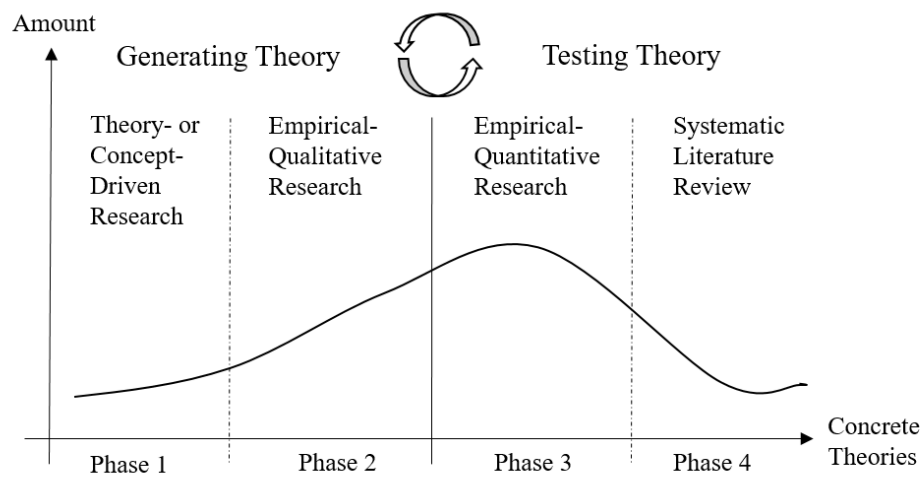 Amount
Generating Theory
Testing Theory
Theory- or
Concept-
Driven
Research
Empirical-
Qualitative
Research
Empirical-
Quantitative
Research
Systematic
Literature
Review
Concrete
Theories
Phase 1
Phase 2
Phase 3
Phase 4